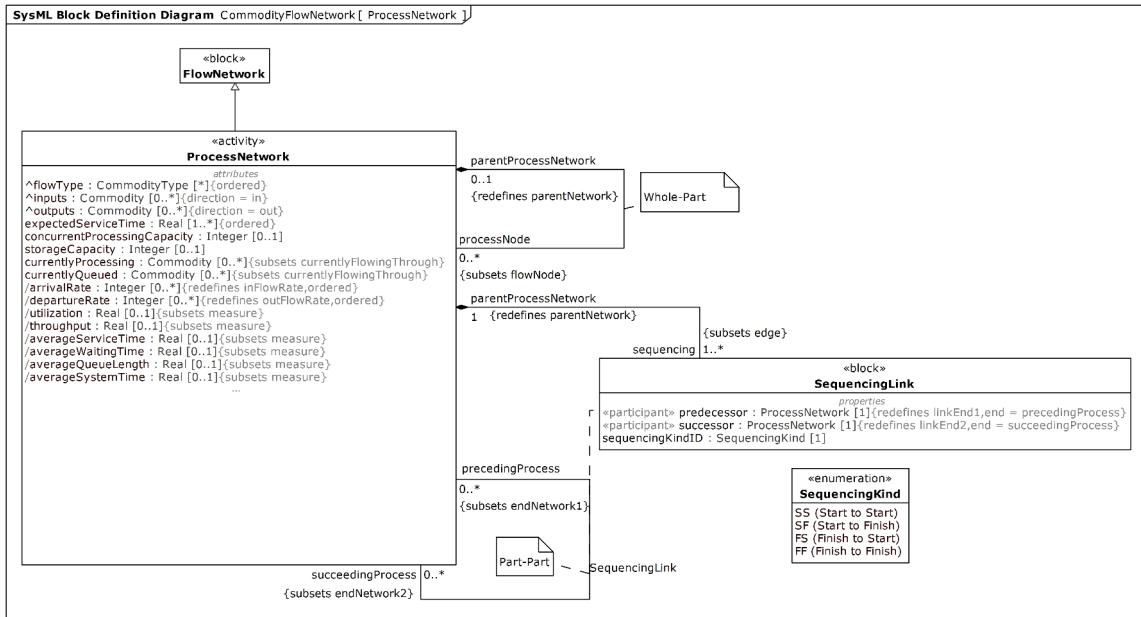 SysML Block Definition Diagram CommodityFlowNetwork [ ProcessNetwork ]
«block»
FlowNetwork
«activity»
ProcessNetwork
attributes
^flowType : CommodityType [*]{ordered}
^inputs : Commodity [0..*]{direction = in}
^outputs : Commodity [0..*]{direction = out}
expectedServiceTime : Real [1..*]{ordered}
concurrentProcessingCapacity : Integer [0..1]
storageCapacity : Integer [0..1]
currentlyProcessing : Commodity [0..*]{subsets currentlyFlowingThrough}
currentlyQueued : Commodity [0..*]{subsets currentlyFlowingThrough}
/arrivalRate : Integer [0..*]{redefines inFlowRate,ordered}
/departureRate : Integer [0..*]{redefines outFlowRate,ordered}
/utilization : Real [0..1]{subsets measure}
/throughput : Real [0..1]{subsets measure}
/averageServiceTime : Real [0..1]{subsets measure}
/averageWaitingTime : Real [0..1]{subsets measure}
/averageQueueLength : Real [0..1]{subsets measure}
/averageSystemTime : Real [0..1]{subsets measure}
...
parentProcessNetwork
0..1
{redefines parentNetwork}
Whole-Part
processNode
0..*
{subsets flowNode}
parentProcessNetwork
1 {redefines parentNetwork}
{subsets edge}
sequencing 1..*
«block»
SequencingLink
properties
«participant» predecessor : ProcessNetwork [1]{redefines linkEnd1,end = precedingProcess}
«participant» successor : ProcessNetwork [1]{redefines linkEnd2,end = succeedingProcess}
sequencingKindID : SequencingKind [1]
precedingProcess
0..*
{subsets endNetwork1}
«enumeration»
SequencingKind
SS (Start to Start)
SF (Start to Finish)
FS (Finish to Start)
FF (Finish to Finish)
Part-Part
SequencingLink
succeedingProcess 0..*
{subsets endNetwork2}